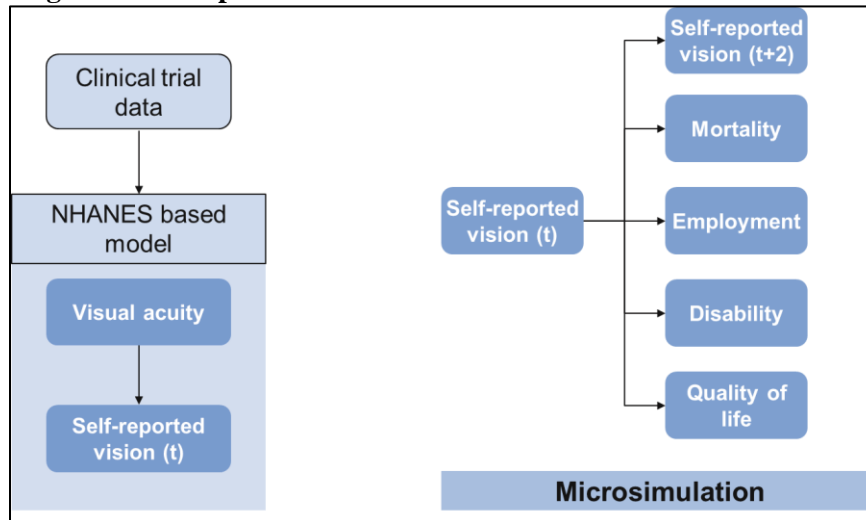 Clinical trial
data
NHANES based
model
Visual acuity
Self-reported
vision (t)
Self-reported
vision (t)
Self-reported
vision (t+2)
Mortality
Employment
Disability
Quality of
life
Microsimulation